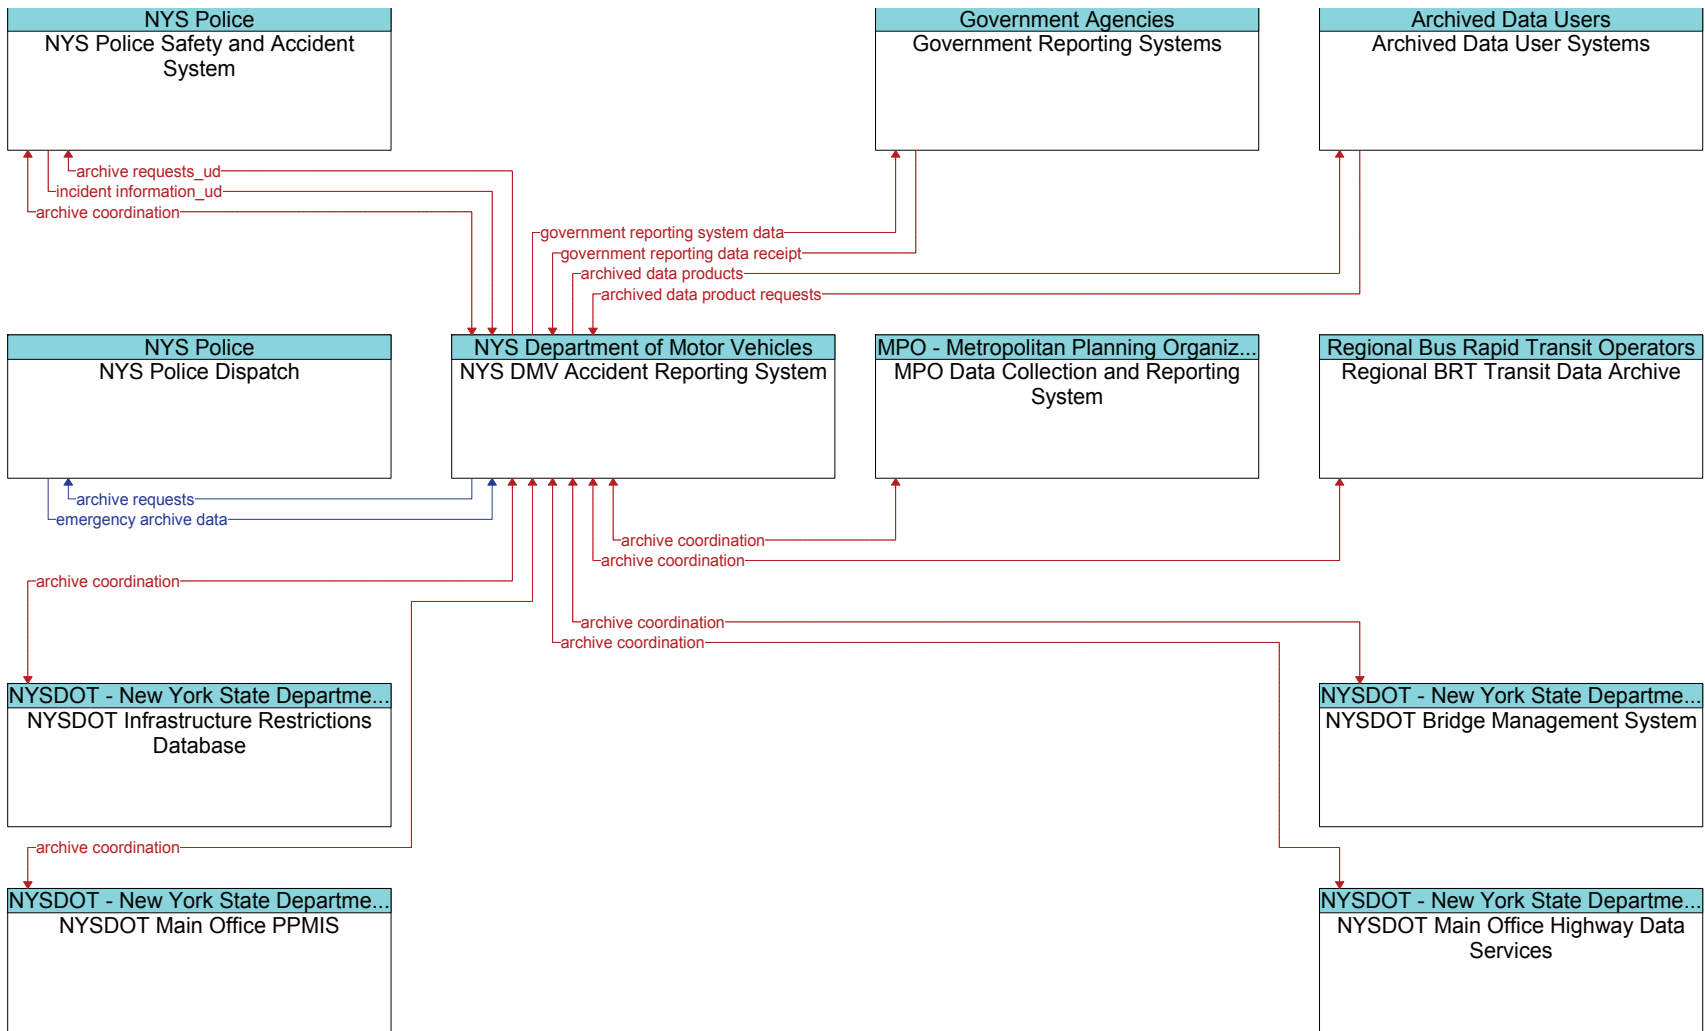 NYS Police
NYS Police Safety and Accident
System
Government Agencies
Government Reporting Systems
Archived Data Users
Archived Data User Systems
archive requests_ud
incident information_ud
archive coordination
government reporting system data
government reporting data receipt
archived data products
archived data product requests
NYS Police
NYS Police Dispatch
NYS Department of Motor Vehicles
NYS DMV Accident Reporting System
MPO - Metropolitan Planning Organiz...
MPO Data Collection and Reporting
System
Regional Bus Rapid Transit Operators
Regional BRT Transit Data Archive
archive requests
emergency archive data
archive coordination
archive coordination
archive coordination
archive coordination
archive coordination
NYSDOT - New York State Departme...
NYSDOT Infrastructure Restrictions
Database
NYSDOT - New York State Departme...
NYSDOT Bridge Management System
archive coordination
NYSDOT - New York State Departme...
NYSDOT Main Office PPMIS
NYSDOT - New York State Departme...
NYSDOT Main Office Highway Data
Services